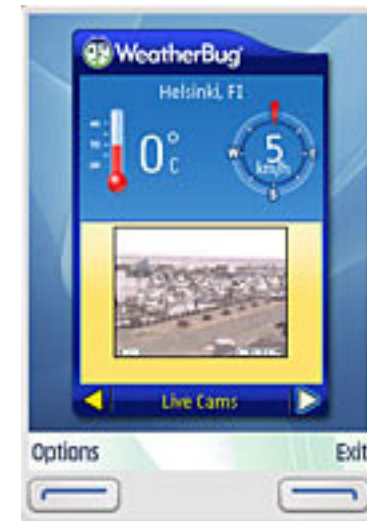 WeatherBug
Helsinki, FI
0°C
5
km/h
W
S
Live Cams
Options
Exit